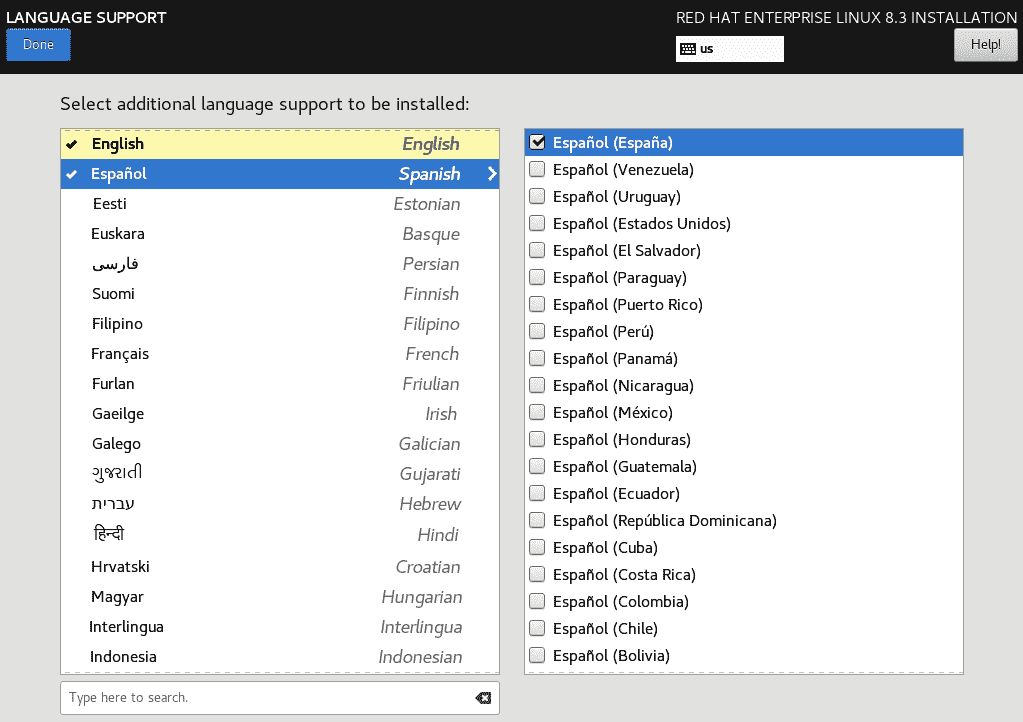 LANGUAGE SUPPORT
RED HAT ENTERPRISE LINUX 8.3 INSTALLATION
Done
us
Help!
Select additional language support to be installed:
English English
Español Spanish
Eesti Estonian
Euskara Basque
فارسی Persian
Suomi Finnish
Filipino Filipino
Français French
Furlan Friulian
Gaeilge Irish
Galego Galician
ગુજરાતી Gujarati
עברית Hebrew
हिन्दी Hindi
Hrvatski Croatian
Magyar Hungarian
Interlingua Interlingua
Indonesia Indonesian
Type here to search.
Español (España)
Español (Venezuela)
Español (Uruguay)
Español (Estados Unidos)
Español (El Salvador)
Español (Paraguay)
Español (Puerto Rico)
Español (Perú)
Español (Panamá)
Español (Nicaragua)
Español (México)
Español (Honduras)
Español (Guatemala)
Español (Ecuador)
Español (República Dominicana)
Español (Cuba)
Español (Costa Rica)
Español (Colombia)
Español (Chile)
Español (Bolivia)